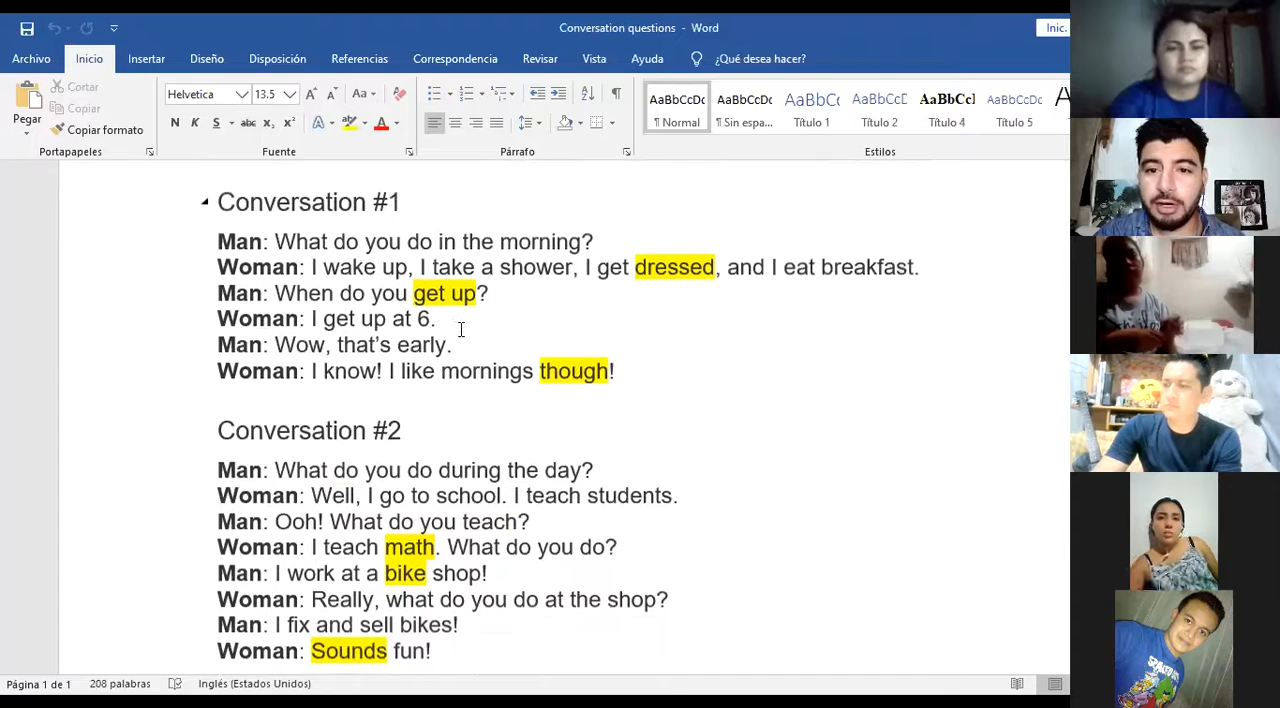 Conversation questions - Word
Inic.
Archivo Inicio Insertar Diseño Disposición Referencias Correspondencia Revisar Vista Ayuda ¿Qué desea hacer?
Pegar
Cortar
Copiar
Copiar formato
Portapapeles
Helvetica 13.5
Fuente
Párrafo
AaBbCcDc AaBbCcDc AaBbC AaBbCcD AaBbCcI AaBbCcD
¶ Normal ¶ Sin espa... Título 1 Título 2 Título 4 Título 5
Estilos
Conversation #1
Man: What do you do in the morning?
Woman: I wake up, I take a shower, I get dressed, and I eat breakfast.
Man: When do you get up?
Woman: I get up at 6.
Man: Wow, that’s early.
Woman: I know! I like mornings though!
Conversation #2
Man: What do you do during the day?
Woman: Well, I go to school. I teach students.
Man: Ooh! What do you teach?
Woman: I teach math. What do you do?
Man: I work at a bike shop!
Woman: Really, what do you do at the shop?
Man: I fix and sell bikes!
Woman: Sounds fun!
Página 1 de 1 208 palabras Inglés (Estados Unidos)